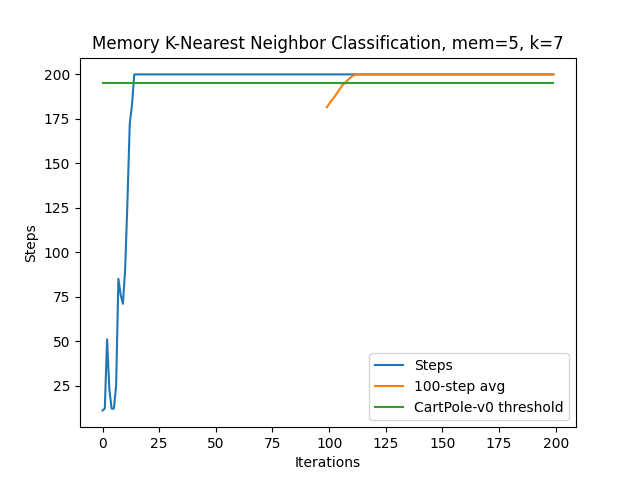 Memory K-Nearest Neighbor Classification, mem=5, k=7
200
175
150
125
100
75
50
25
Steps
0
25
50
75
100
125
150
175
200
Iterations
Steps
100-step avg
CartPole-v0 threshold